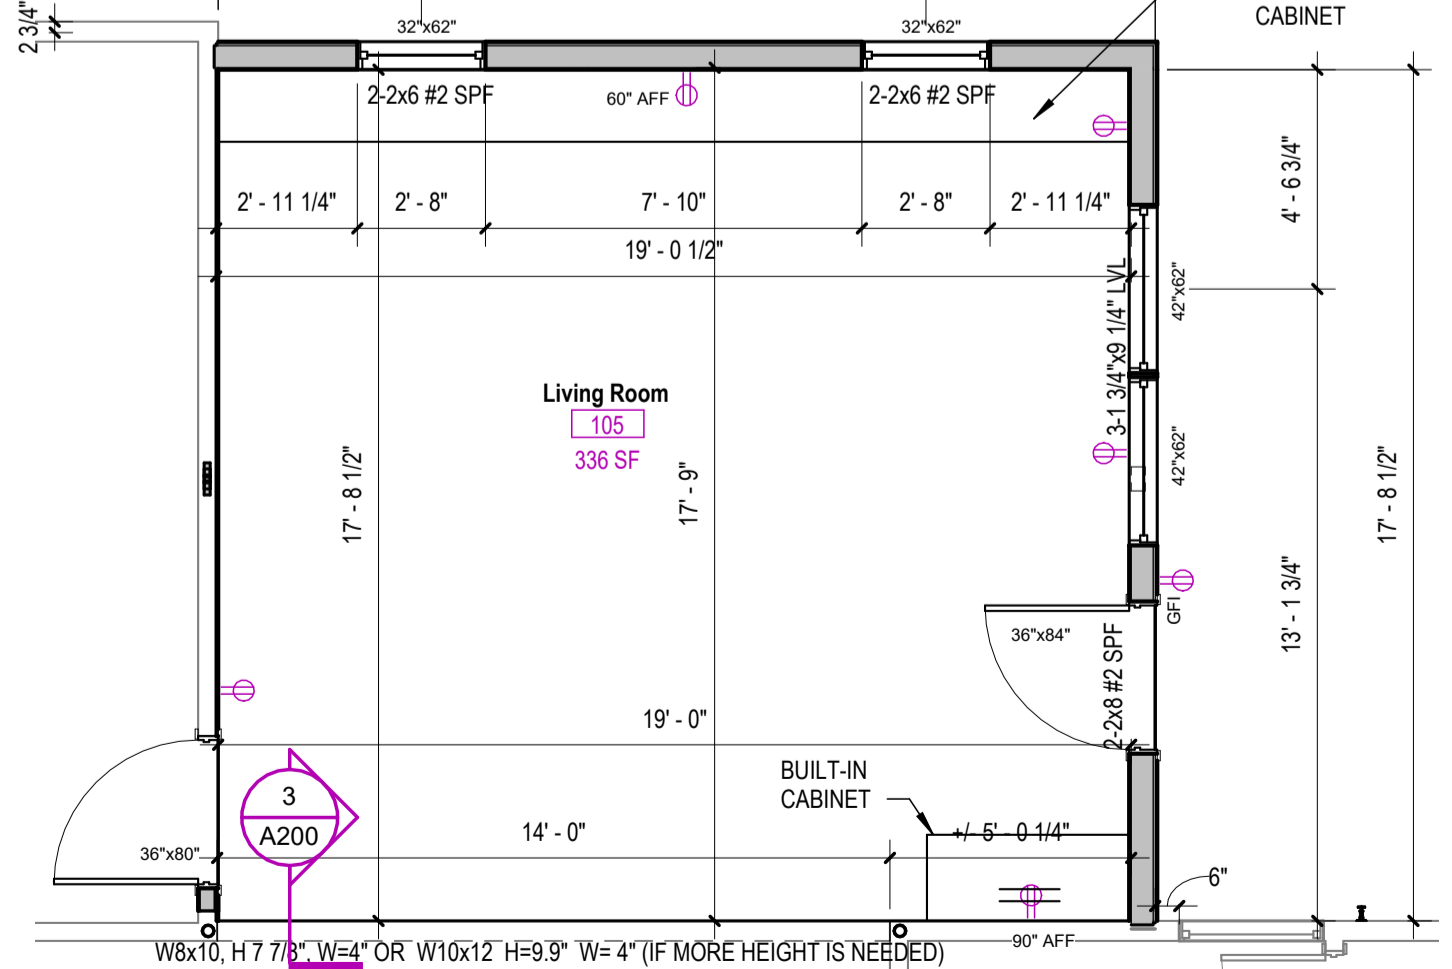 2 3/4"
32"x62"
32"x62"
CABINET
2-2x6 #2 SPF
60" AFF
2-2x6 #2 SPF
2' - 11 1/4"
2' - 8"
7' - 10"
2' - 8"
2' - 11 1/4"
4' - 6 3/4"
19' - 0 1/2"
3-1 3/4"x9 1/4" LVL
42"x62"
Living Room
105
336 SF
42"x62"
17' - 8 1/2"
17' - 9"
17' - 8 1/2"
GFI
36"x84"
13' - 1 3/4"
2-2x8 #2 SPF
19' - 0"
BUILT-IN
CABINET
3
A200
14' - 0"
+/- 5' - 0 1/4"
36"x80"
6"
90" AFF
W8x10, H 7 7/8", W=4" OR W10x12 H=9.9" W= 4" (IF MORE HEIGHT IS NEEDED)